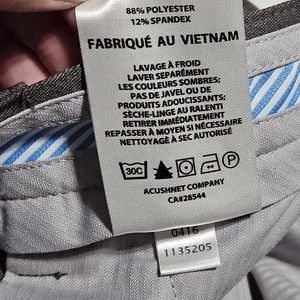 88% POLYESTER
12% SPANDEX
FABRIQUÉ AU VIETNAM
LAVAGE À FROID
LAVER SEPARÉMENT
LES COULEURS SOMBRES;
PAS DE JAVEL OU DE
PRODUITS ADOUCISSANTS;
SÈCHE-LINGE AU RALENTI
RETIRER IMMÉDIATEMENT
REPASSER À MOYEN SI NÉCESSAIRE
NETTOYAGE À SEC AUTORISÉ
30C
ACUSHNET COMPANY
CA#28544
0416
1135205